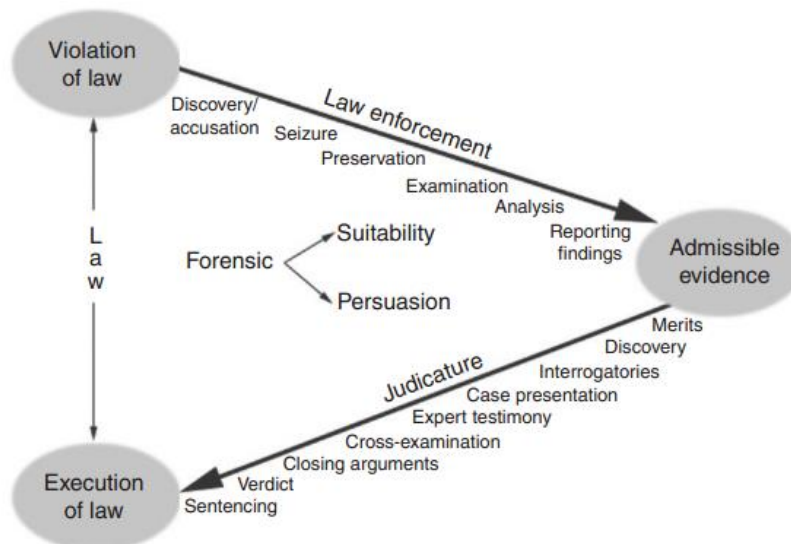 Violation
of law
Law enforcement
Discovery/
accusation
Seizure
Preservation
Examination
Analysis
Reporting
findings
Admissible
evidence
Law
Forensic
Suitability
Persuasion
Merits
Discovery
Interrogatories
Judicature
Case presentation
Expert testimony
Cross-examination
Closing arguments
Verdict
Sentencing
Execution
of law